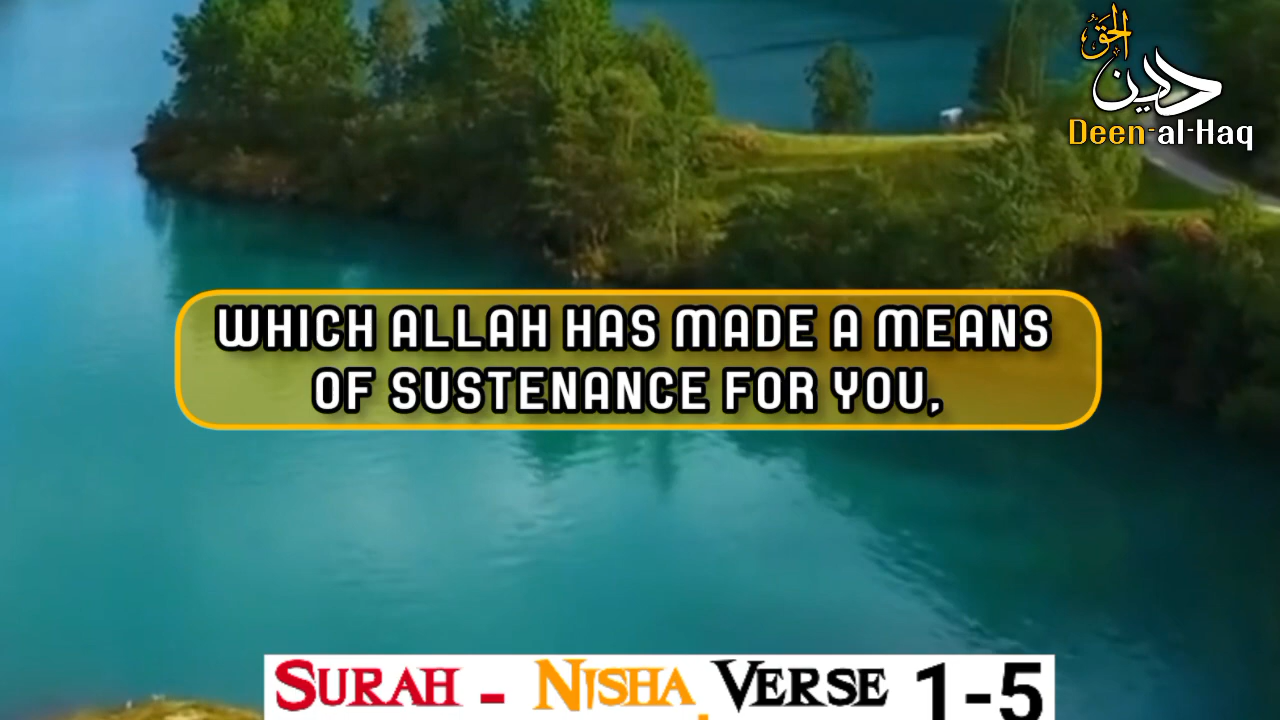 الحق
دين
Deen-al-Haq
WHICH ALLAH HAS MADE A MEANS
OF SUSTENANCE FOR YOU,
SURAH - NISHA VERSE 1-5